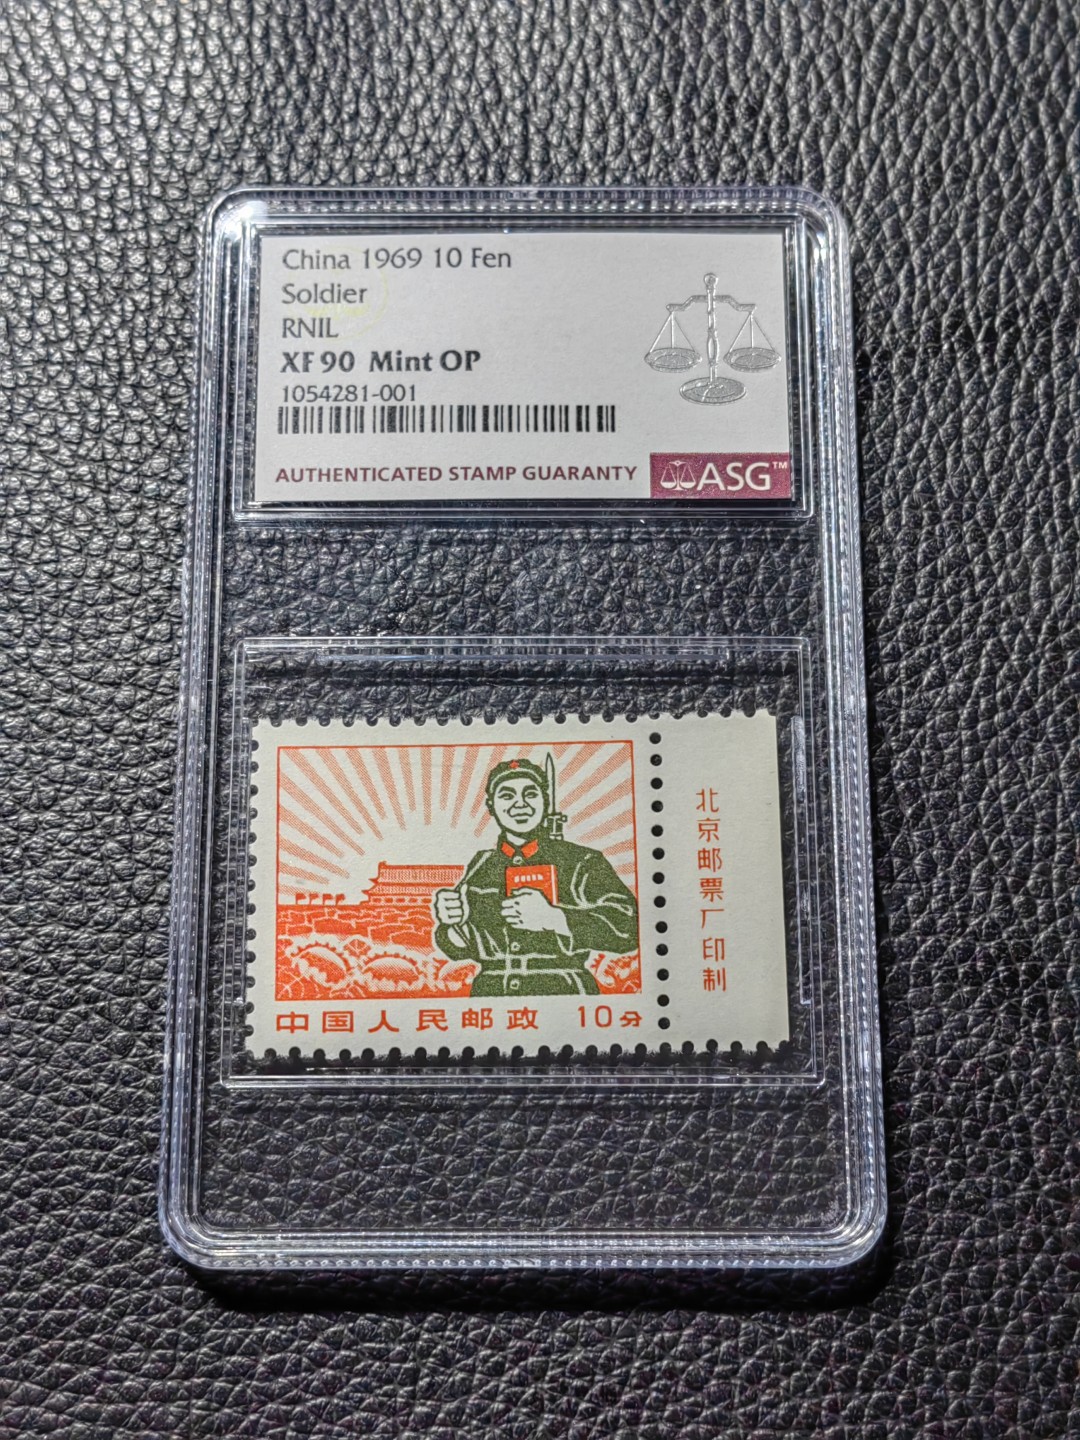 China 1969 10 Fen
Soldier
RNIL
XF 90 Mint OP
1054281-001
AUTHENTICATED STAMP GUARANTY
ASG™
北京邮票厂印制
中国人民邮政 10分